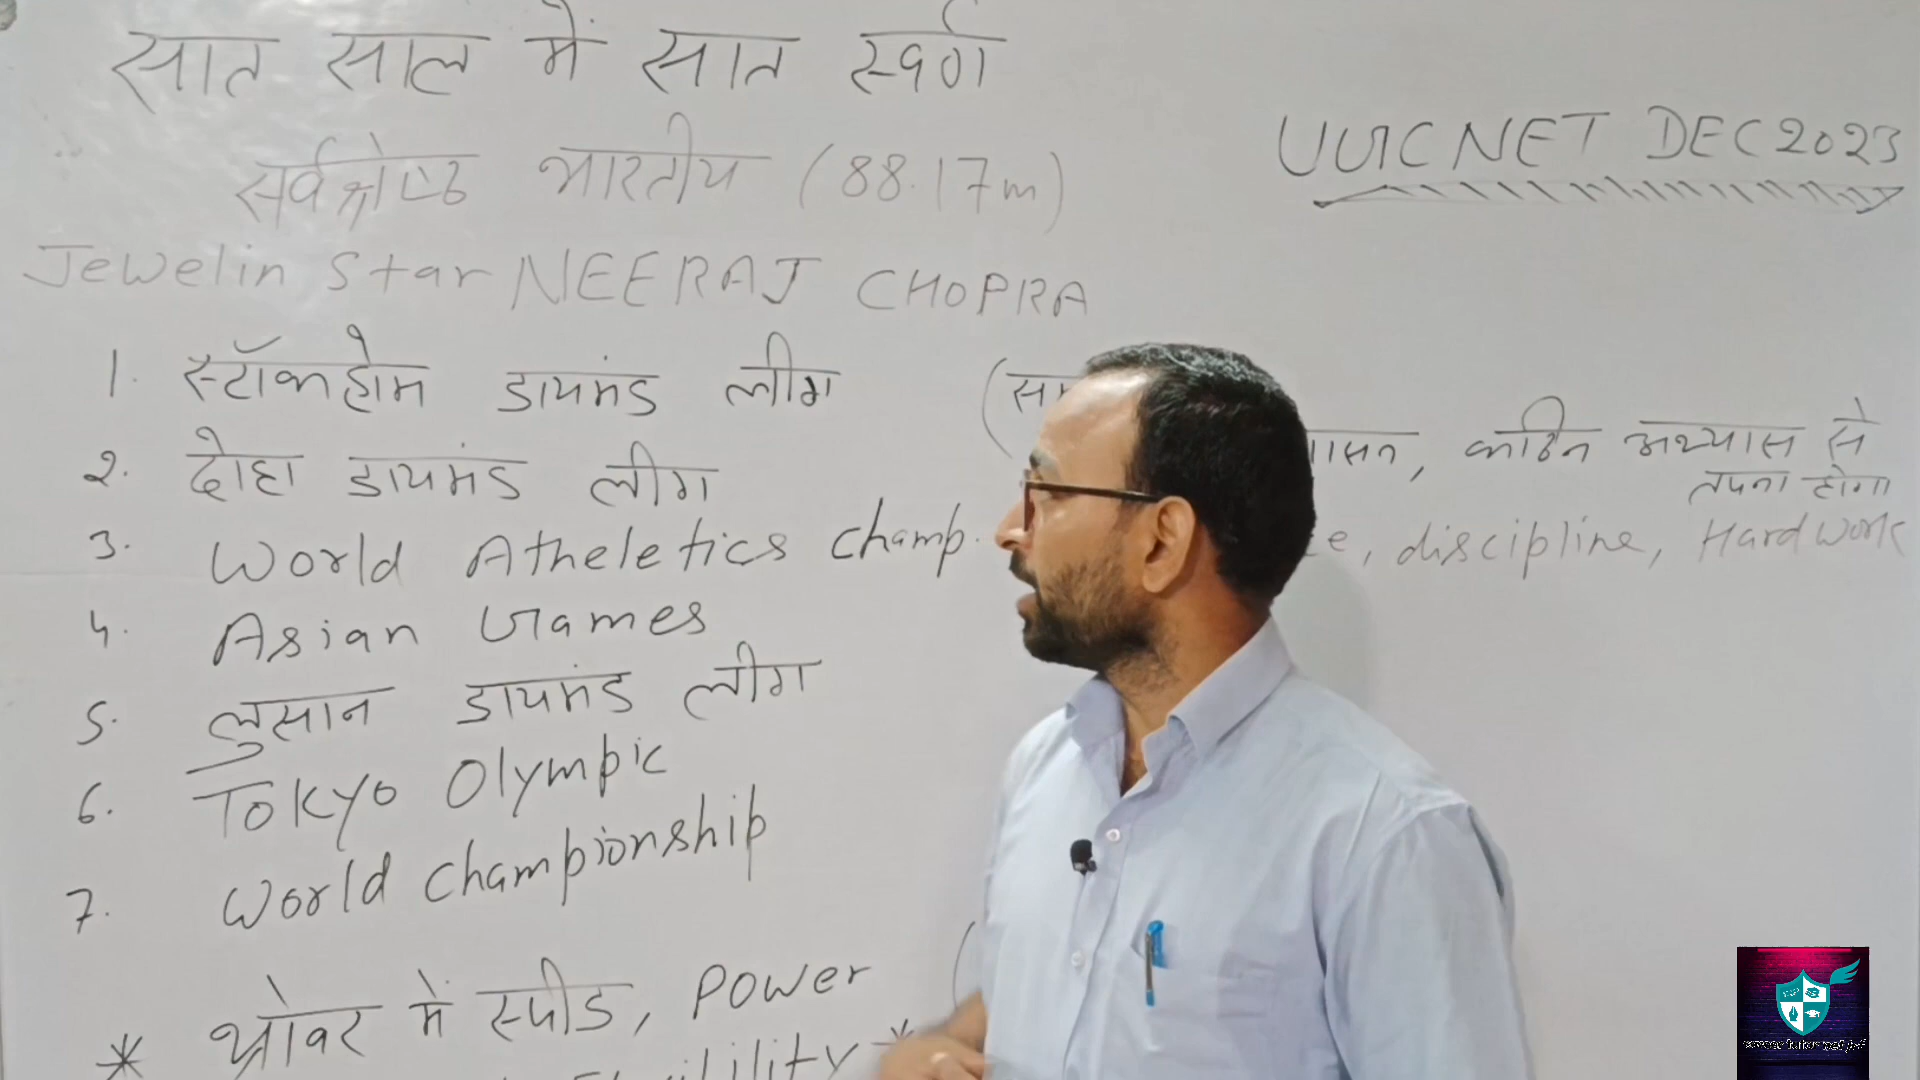 सात साल में सात स्वर्ण
UGC NET DEC 2023
सर्वश्रेष्ठ भारतीय (88.17m)
Jewelin Star NEERAJ CHOPRA
1. स्टॉकहोम डायमंड लीग
2. दोहा डायमंड लीग
3. World Atheletics champ.
4. Asian Games
5. लुसान डायमंड लीग
6. Tokyo Olympic
7. World championship
, कठिन अभ्यास से
तपना होगा
, discipline, Hard Work
* थ्रोवर में स्पीड, Power